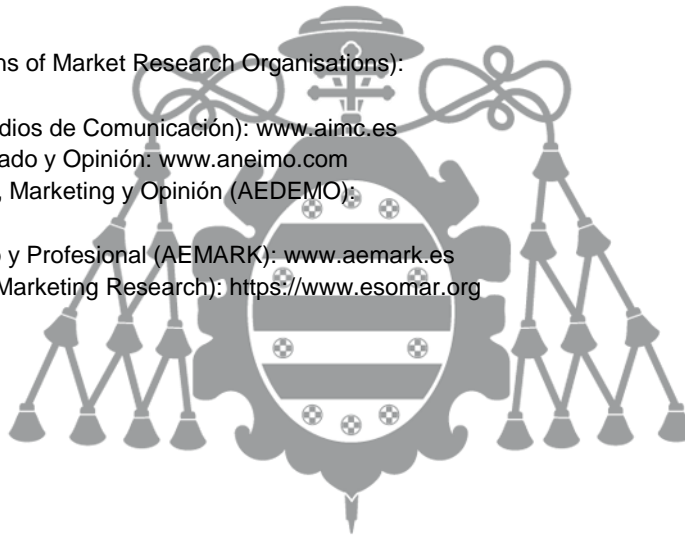 ns of Market Research Organisations):
dios de Comunicación): www.aimc.es
ado y Opinión: www.aneimo.com
, Marketing y Opinión (AEDEMO):
o y Profesional (AEMARK): www.aemark.es
Marketing Research): https://www.esomar.org